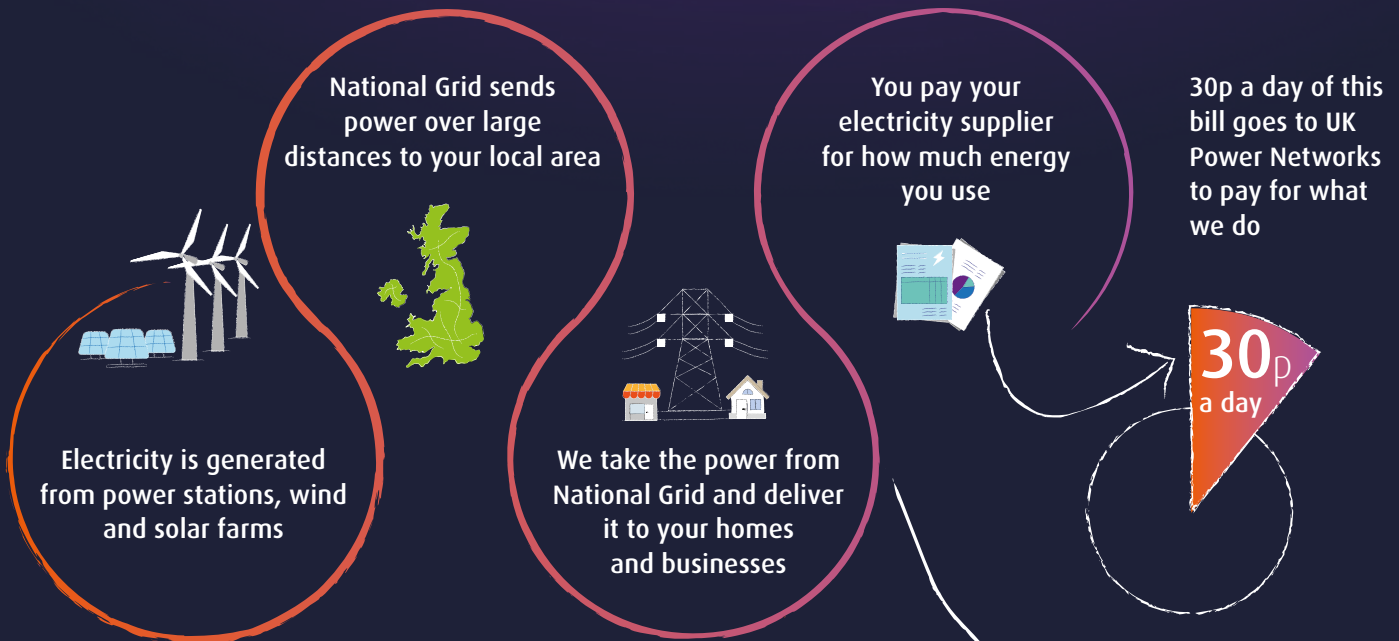 Electricity is generated
from power stations, wind
and solar farms
National Grid sends
power over large
distances to your local area
We take the power from
National Grid and deliver
it to your homes
and businesses
You pay your
electricity supplier
for how much energy
you use
30p a day of this
bill goes to UK
Power Networks
to pay for what
we do
30p
a day